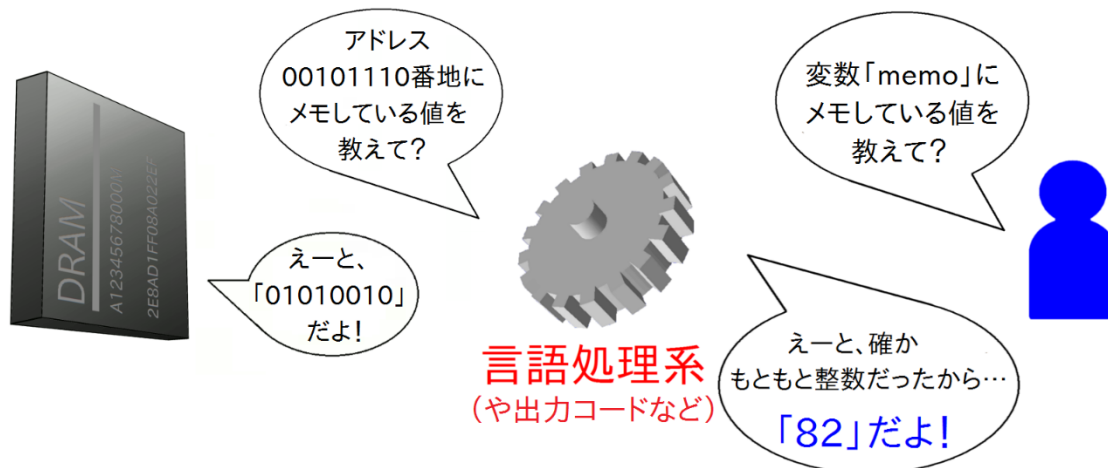 アドレス
00101110番地に
メモしている値を
教えて?
変数「memo」に
メモしている値を
教えて?
DRAM
A12345678000M
2E8AD1FF08A022EF
えーと、
「01010010」
だよ!
言語処理系
(や出力コードなど)
えーと、確か
もともと整数だったから…
「82」だよ!